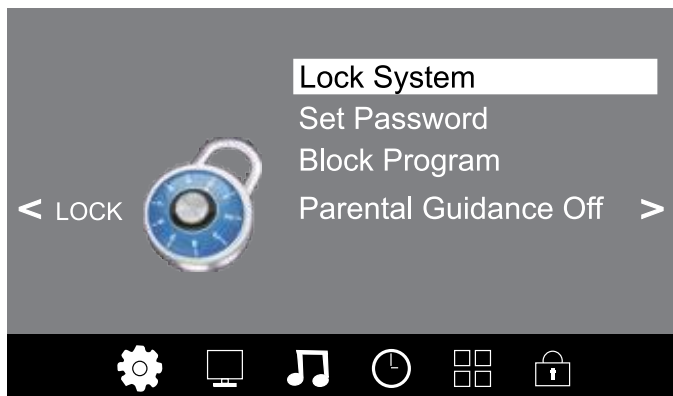 Lock System
Set Password
Block Program
< LOCK
Parental Guidance Off >